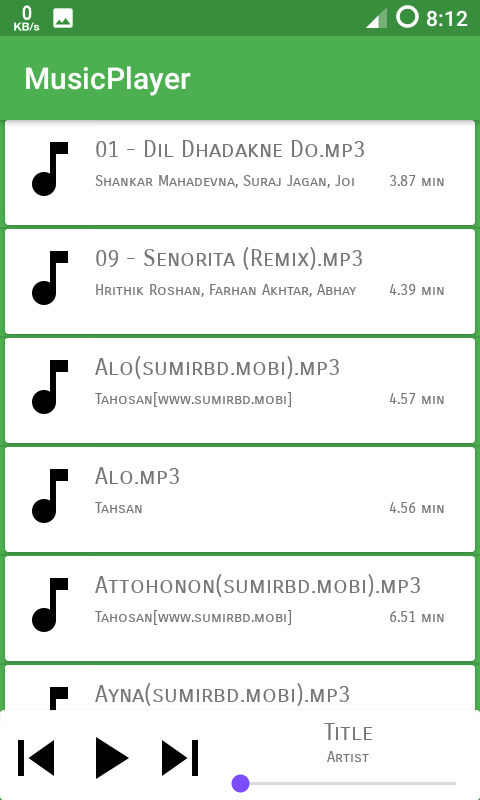 0
KB/s
8:12
MusicPlayer
01 - Dil Dhadakne Do.mp3
Shankar Mahadevna, Suraj Jagan, Joi
3.87 min
09 - Senorita (Remix).mp3
Hrithik Roshan, Farhan Akhtar, Abhay
4.39 min
Alo(sumirbd.mobi).mp3
Tahosan[www.sumirbd.mobi]
4.57 min
Alo.mp3
Tahsan
4.56 min
Attohonon(sumirbd.mobi).mp3
Tahosan[www.sumirbd.mobi]
6.51 min
Ayna(sumirbd.mobi).mp3
Title
Artist